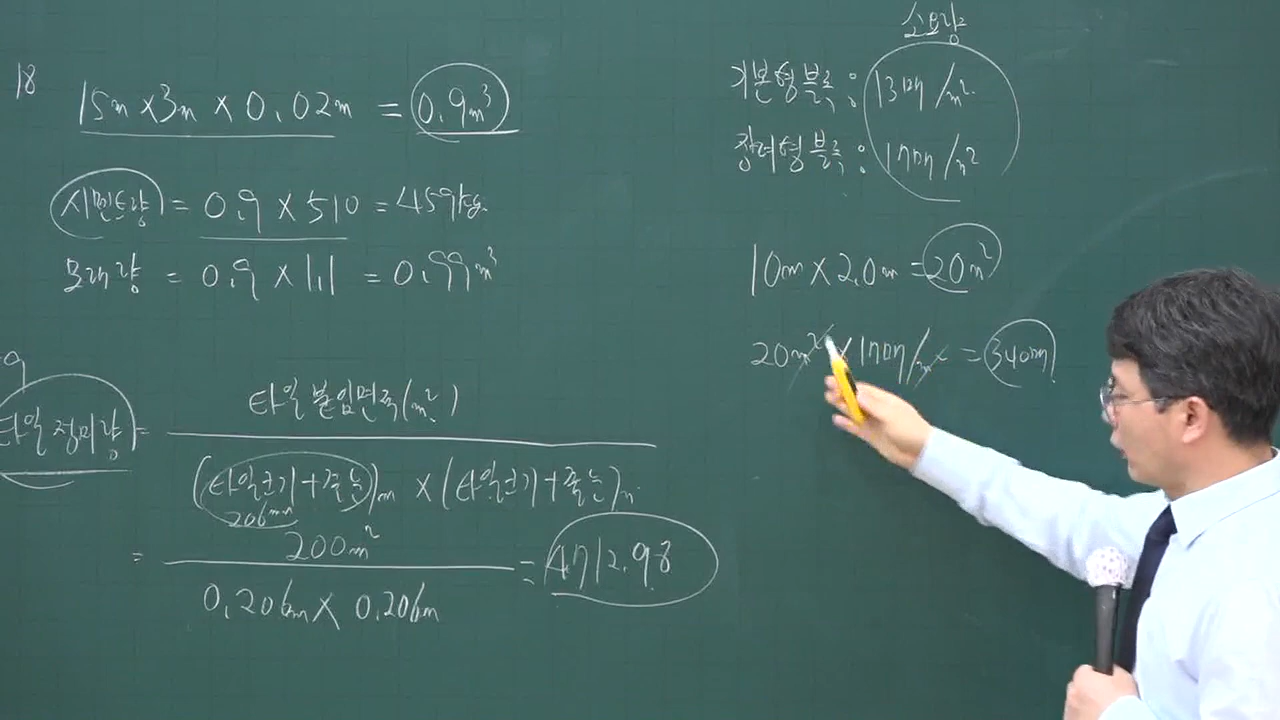 18
15m × 3m × 0.02m = 0.9m³
시멘트량 = 0.9 × 510 = 459kg
모래량 = 0.9 × 1.1 = 0.99m³
타일 정미량 = 타일 붙임면적(m²)
(타일크기+줄눈)m × (타일크기+줄눈)m
206mm
= 200m² = 4712.98
0.206m × 0.206m
소요량
기본형블록 : 13매/m²
장려형블록 : 17매/m²
10m × 2.0m = 20m²
20m² × 17매/m² = 340매